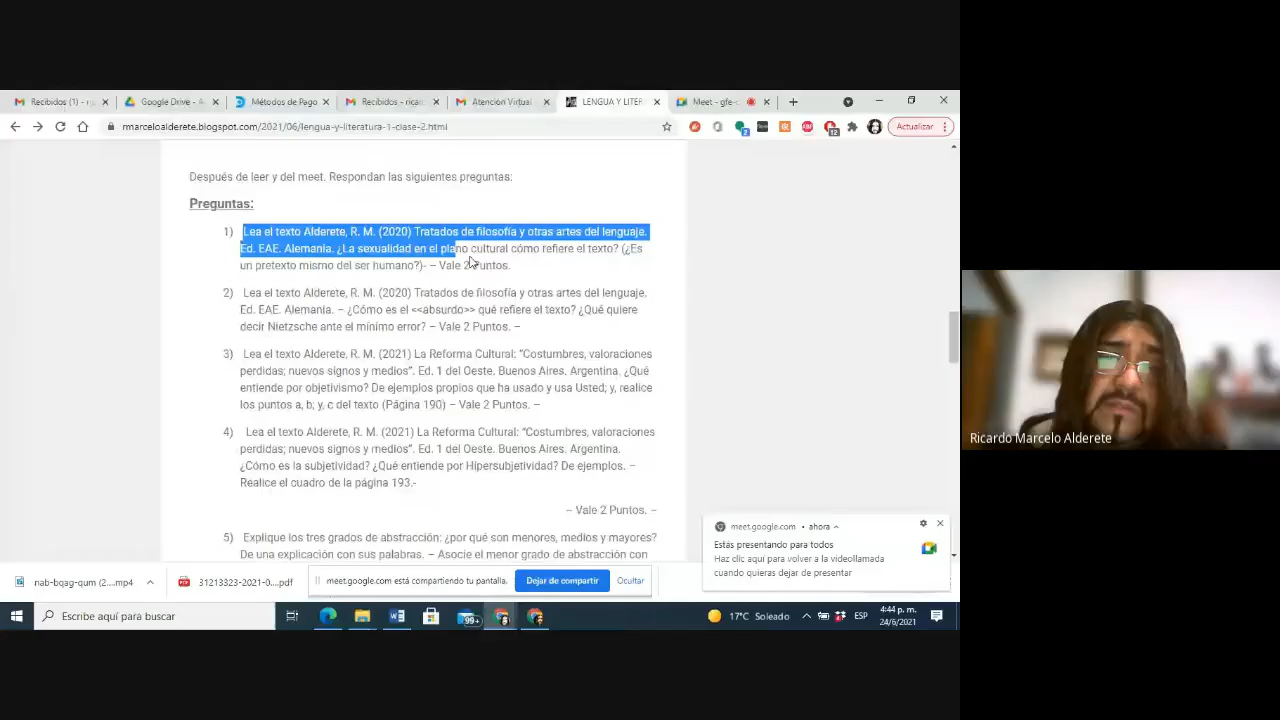 Recibidos (1) - r
Google Drive - A
Métodos de Pago
Recibidos - ricar
Atención Virtual
LENGUA Y LITER
Meet - gfe-c
marceloalderete.blogspot.com/2021/06/lengua-y-literatura-1-clase-2.html
Actualizar
Después de leer y del meet. Respondan las siguientes preguntas:
Preguntas:
1) Lea el texto Alderete, R. M. (2020) Tratados de filosofía y otras artes del lenguaje.
Ed. EAE. Alemania. ¿La sexualidad en el plano cultural cómo refiere el texto? (¿Es
un pretexto mismo del ser humano?)- – Vale 2 Puntos.
2) Lea el texto Alderete, R. M. (2020) Tratados de filosofía y otras artes del lenguaje.
Ed. EAE. Alemania. – ¿Cómo es el <<absurdo>> qué refiere el texto? ¿Qué quiere
decir Nietzsche ante el mínimo error? – Vale 2 Puntos. –
3) Lea el texto Alderete, R. M. (2021) La Reforma Cultural: “Costumbres, valoraciones
perdidas; nuevos signos y medios”. Ed. 1 del Oeste. Buenos Aires. Argentina. ¿Qué
entiende por objetivismo? De ejemplos propios que ha usado y usa Usted; y, realice
los puntos a, b; y, c del texto (Página 190) – Vale 2 Puntos. –
4) Lea el texto Alderete, R. M. (2021) La Reforma Cultural: “Costumbres, valoraciones
perdidas; nuevos signos y medios”. Ed. 1 del Oeste. Buenos Aires. Argentina.
¿Cómo es la subjetividad? ¿Qué entiende por Hipersubjetividad? De ejemplos. –
Realice el cuadro de la página 193.-
– Vale 2 Puntos. –
5) Explique los tres grados de abstracción: ¿por qué son menores, medios y mayores?
De una explicación con sus palabras. – Asocie el menor grado de abstracción con
Ricardo Marcelo Alderete
meet.google.com • ahora
Estás presentando para todos
Haz clic aquí para volver a la videollamada
cuando quieras dejar de presentar
nab-bqag-qum (2....mp4
31213323-2021-0....pdf
meet.google.com está compartiendo tu pantalla.
Dejar de compartir
Ocultar
Escribe aquí para buscar
99+
17°C Soleado
ESP
4:44 p. m.
24/6/2021